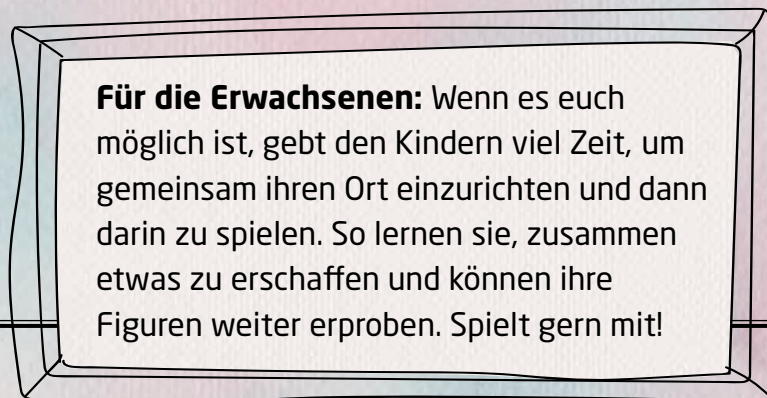 Für die Erwachsenen: Wenn es euch
möglich ist, gebt den Kindern viel Zeit, um
gemeinsam ihren Ort einzurichten und dann
darin zu spielen. So lernen sie, zusammen
etwas zu erschaffen und können ihre
Figuren weiter erproben. Spielt gern mit!